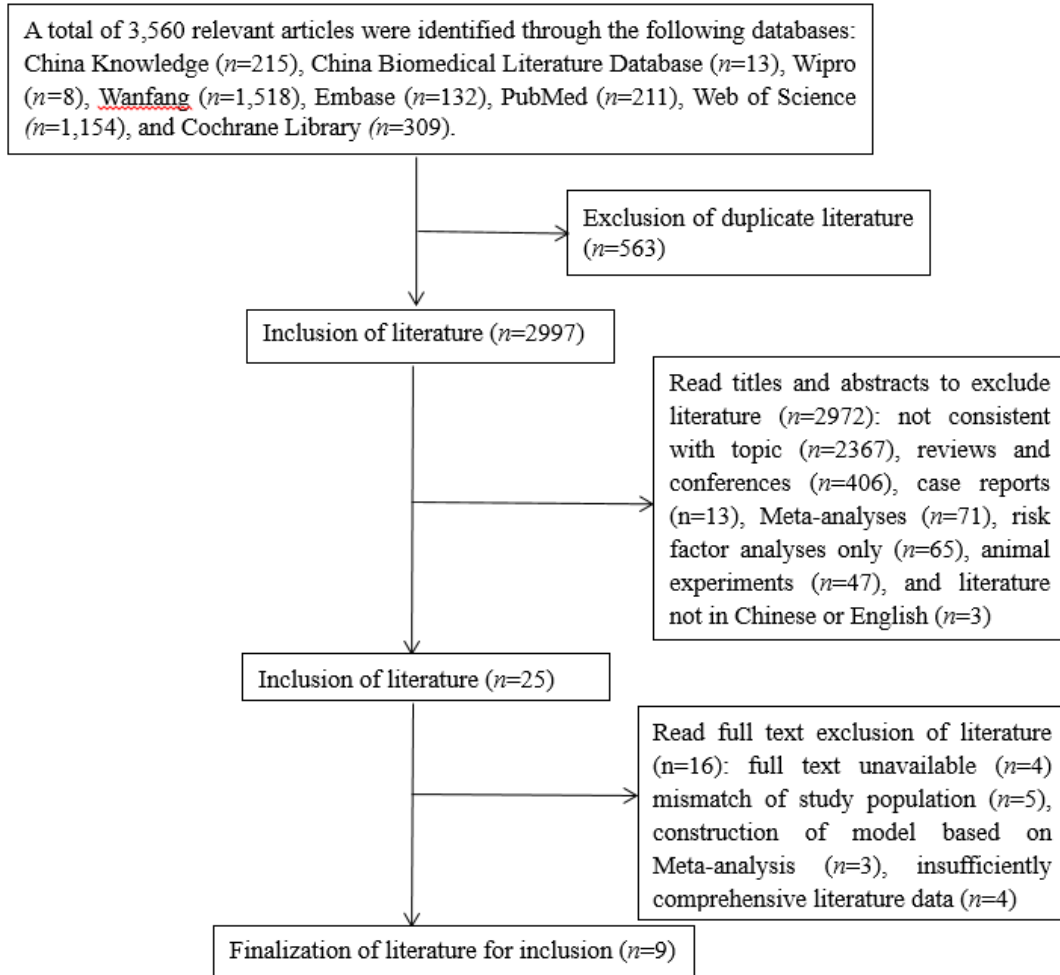 A total of 3,560 relevant articles were identified through the following databases:
China Knowledge (n=215), China Biomedical Literature Database (n=13), Wipro
(n=8), Wanfang (n=1,518), Embase (n=132), PubMed (n=211), Web of Science
(n=1,154), and Cochrane Library (n=309).
Exclusion of duplicate literature
(n=563)
Inclusion of literature (n=2997)
Read titles and abstracts to exclude
literature (n=2972): not consistent
with topic (n=2367), reviews and
conferences (n=406), case reports
(n=13), Meta-analyses (n=71), risk
factor analyses only (n=65), animal
experiments (n=47), and literature
not in Chinese or English (n=3)
Inclusion of literature (n=25)
Read full text exclusion of literature
(n=16): full text unavailable (n=4)
mismatch of study population (n=5),
construction of model based on
Meta-analysis (n=3), insufficiently
comprehensive literature data (n=4)
Finalization of literature for inclusion (n=9)